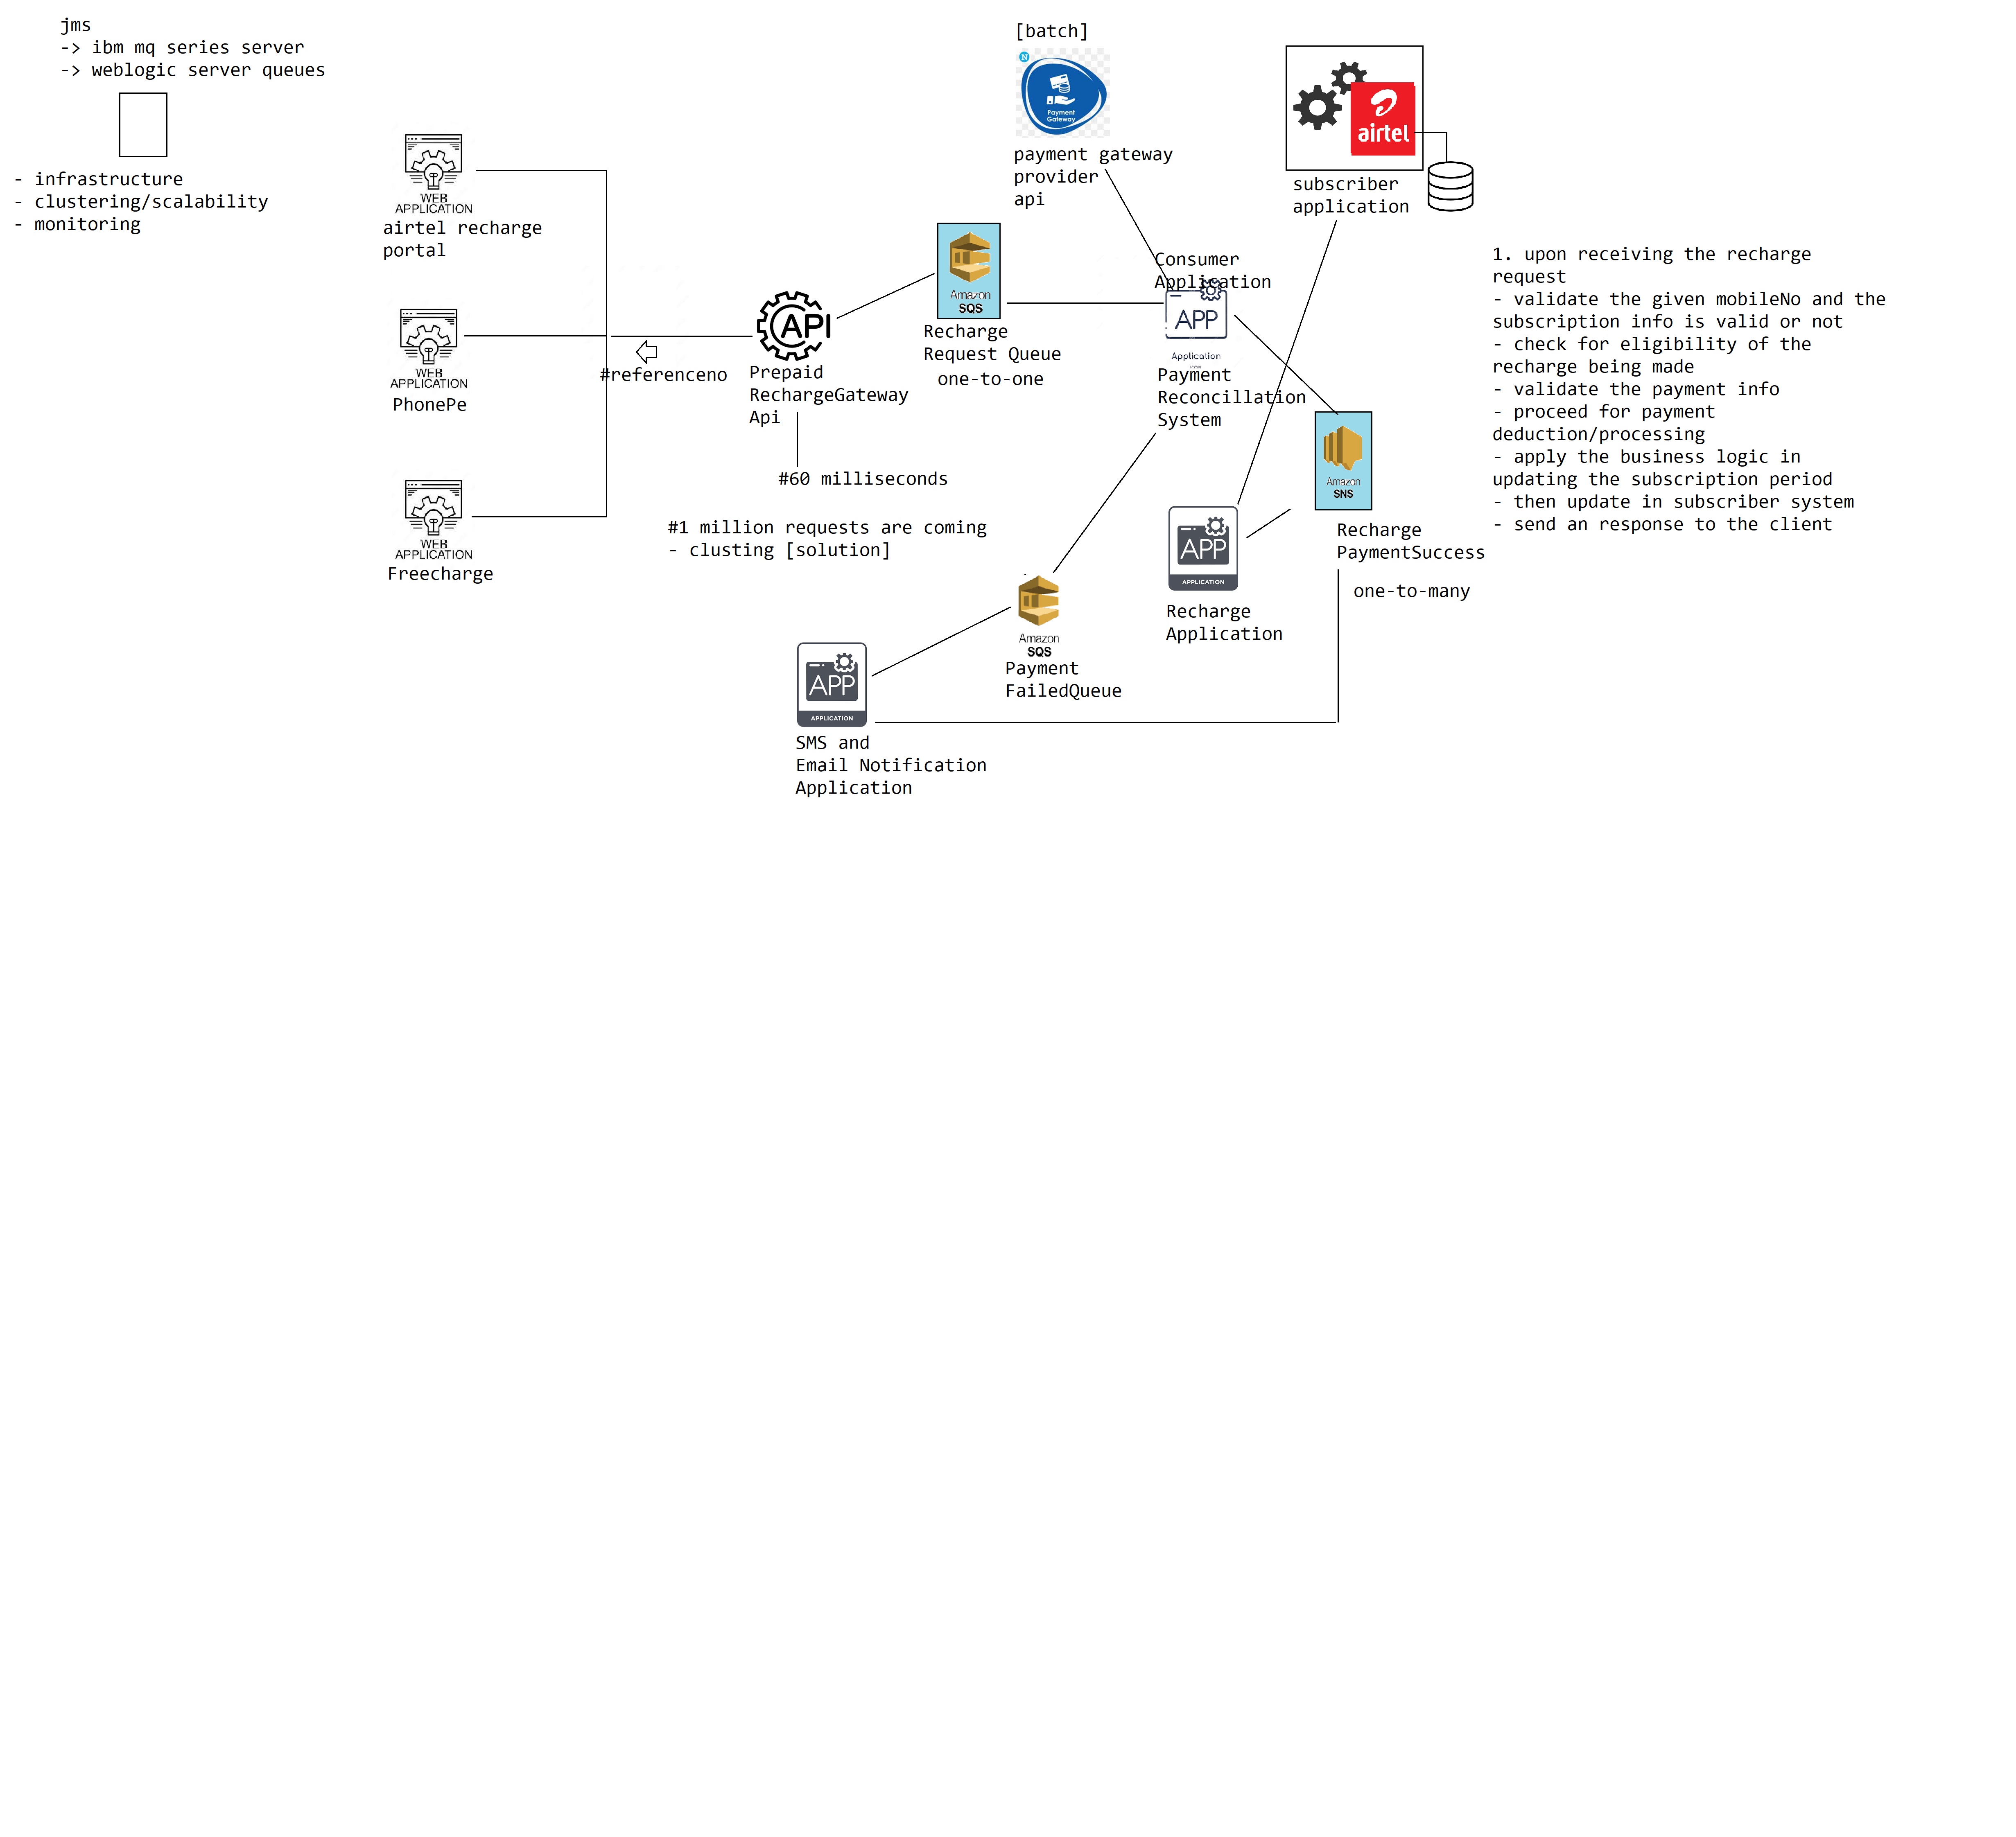 jms
-> ibm mq series server
-> weblogic server queues
- infrastructure
- clustering/scalability
- monitoring
WEB
APPLICATION
airtel recharge
portal
WEB
APPLICATION
PhonePe
WEB
APPLICATION
Freecharge
#referenceno
API
Prepaid
RechargeGateway
Api
#60 milliseconds
#1 million requests are coming
- clusting [solution]
Amazon
SQS
Recharge
Request Queue
one-to-one
[batch]
N
Payment
Gateway
payment gateway
provider
api
Consumer
Application
APP
Application
Payment
Reconcillation
System
airtel
subscriber
application
Amazon
SNS
Recharge
PaymentSuccess
one-to-many
APP
APPLICATION
Recharge
Application
Amazon
SQS
Payment
FailedQueue
APP
APPLICATION
SMS and
Email Notification
Application
1. upon receiving the recharge
request
- validate the given mobileNo and the
subscription info is valid or not
- check for eligibility of the
recharge being made
- validate the payment info
- proceed for payment
deduction/processing
- apply the business logic in
updating the subscription period
- then update in subscriber system
- send an response to the client